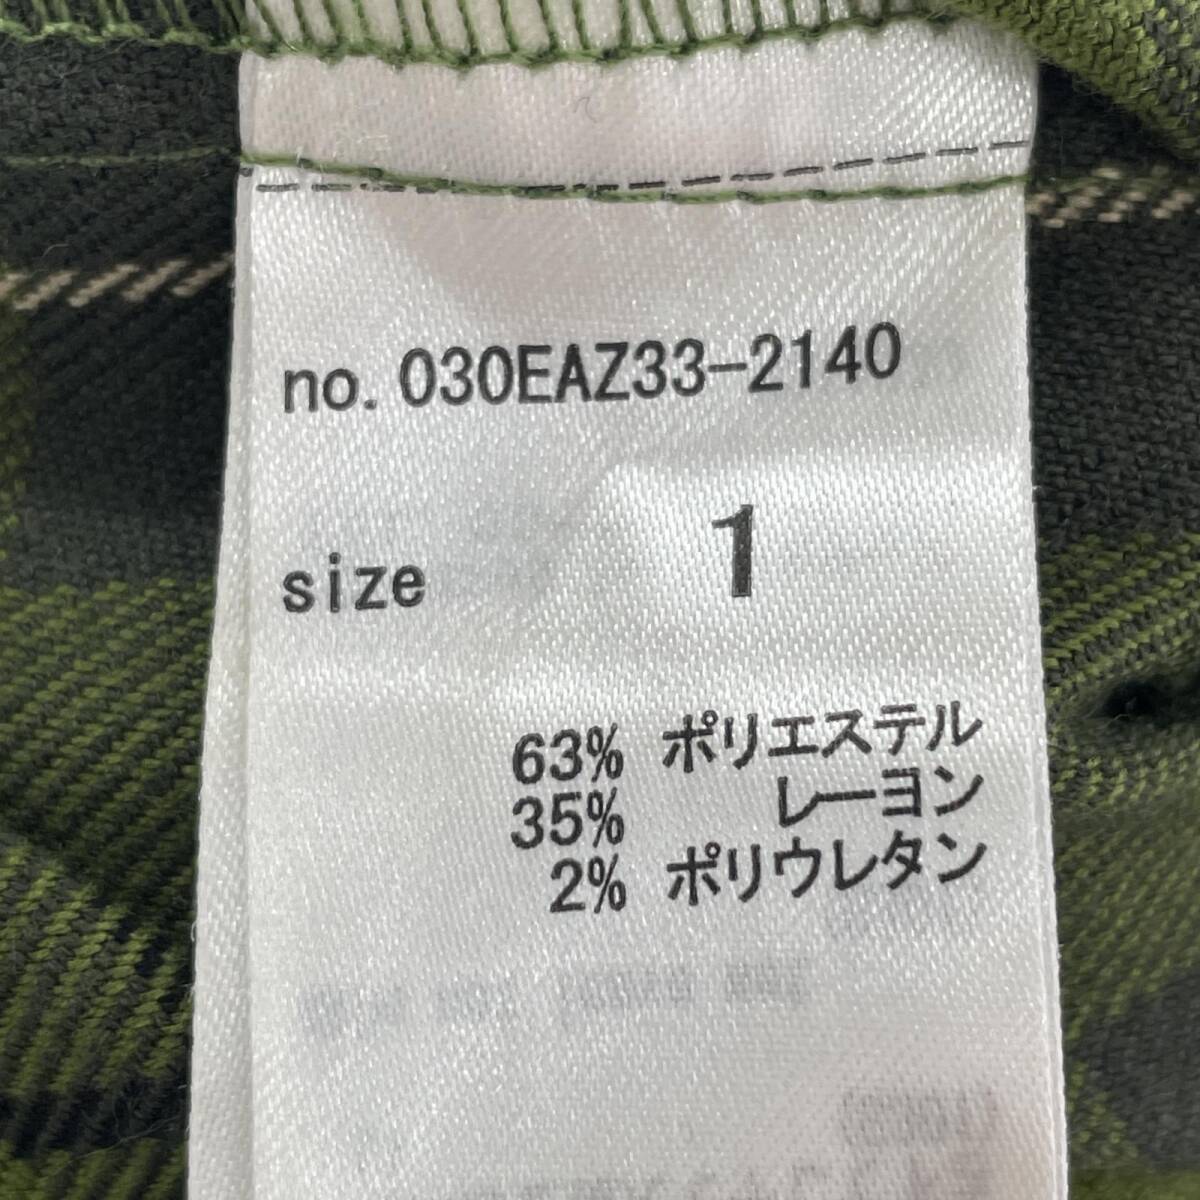 no.030EAZ33-2140
size 1
63% ポリエステル
35% レーヨン
2% ポリウレタン